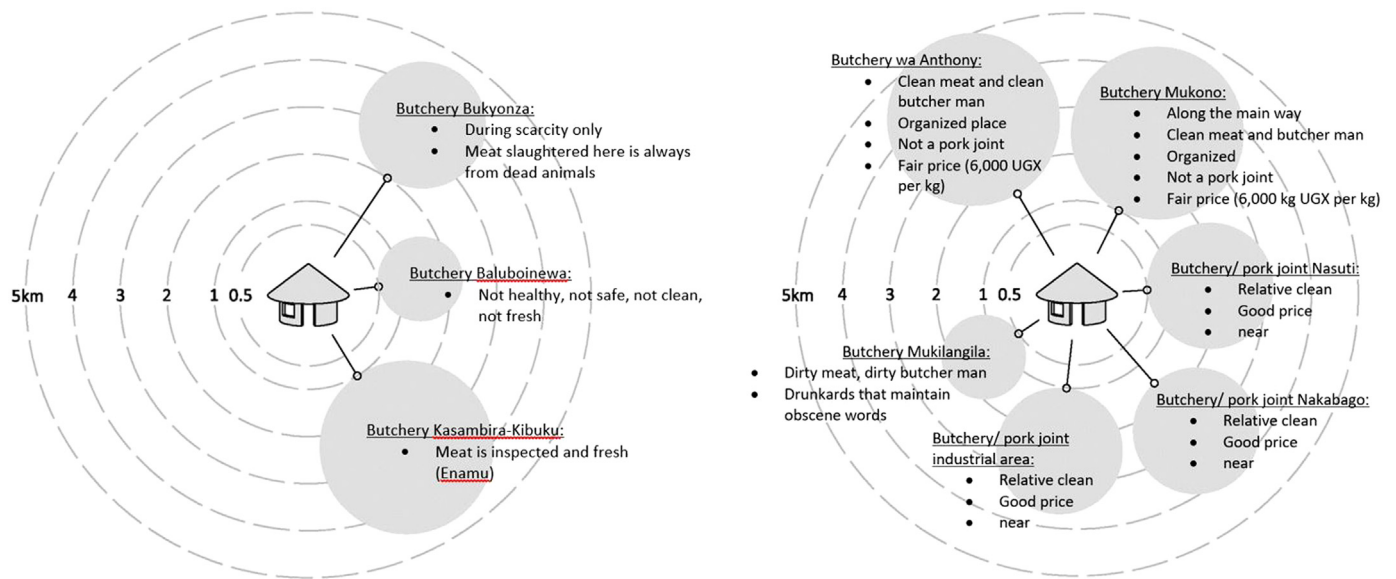 Butchery Bukyonza:
• During scarcity only
• Meat slaughtered here is always
from dead animals
Butchery Baluboinewa:
• Not healthy, not safe, not clean,
not fresh
5km 4 3 2 1 0.5
Butchery Kasambira-Kibuku:
• Meat is inspected and fresh
(Enamu)
Butchery wa Anthony:
• Clean meat and clean
butcher man
• Organized place
• Not a pork joint
• Fair price (6,000 UGX
per kg)
Butchery Mukono:
• Along the main way
• Clean meat and butcher man
• Organized
• Not a pork joint
• Fair price (6,000 kg UGX per kg)
Butchery/ pork joint Nasuti:
• Relative clean
• Good price
• near
5km 4 3 2 1 0.5
Butchery Mukilangila:
• Dirty meat, dirty butcher man
• Drunkards that maintain
obscene words
Butchery/ pork joint Nakabago:
• Relative clean
• Good price
• near
Butchery/ pork joint
industrial area:
• Relative clean
• Good price
• near